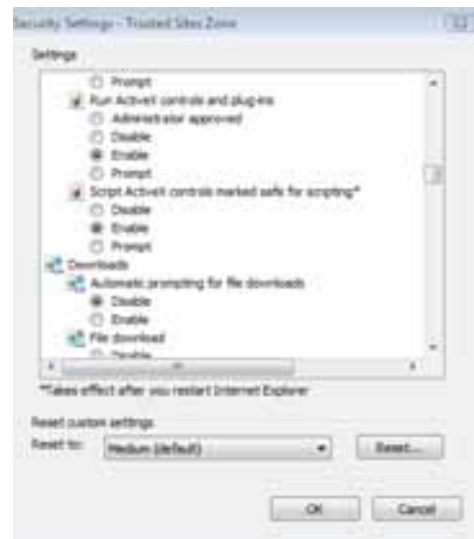 Security Settings - Trusted Sites Zone
Settings
Prompt
Run ActiveX controls and plug-ins
Administrator approved
Disable
Enable
Prompt
Script ActiveX controls marked safe for scripting*
Disable
Enable
Prompt
Downloads
Automatic prompting for file downloads
Disable
Enable
File download
Disable
*Takes effect after you restart Internet Explorer
Reset custom settings
Reset to:
Medium (default)
Reset...
OK
Cancel